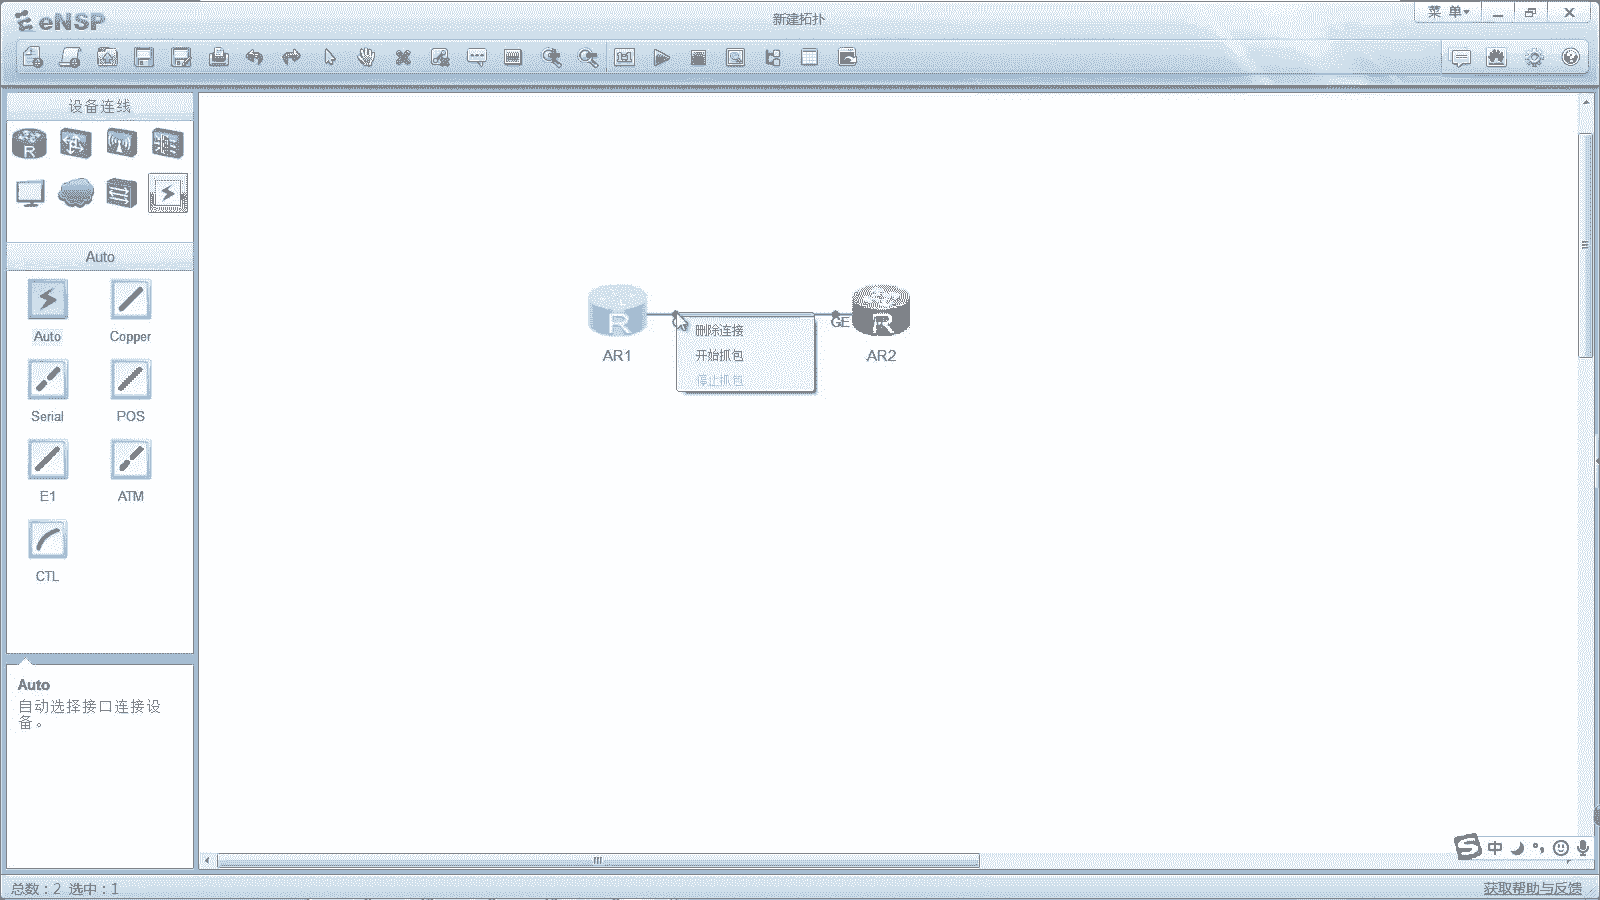 eNSP
新建拓扑
菜 单
设备连线
R
Auto
Auto
Copper
Serial
POS
E1
ATM
CTL
Auto
自动选择接口连接设
备。
R
AR1
GE
R
AR2
删除连接
开始抓包
停止抓包
S 中
总数：2 选中：1
获取帮助与反馈